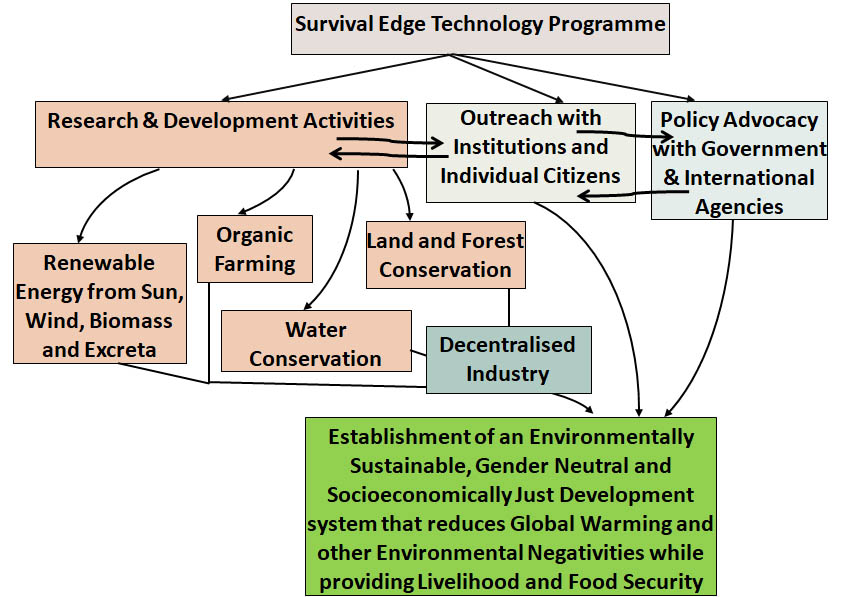 Survival Edge Technology Programme
Research & Development Activities
Outreach with
Institutions and
Individual Citizens
Policy Advocacy
with Government
& International
Agencies
Renewable
Energy from Sun,
Wind, Biomass
and Excreta
Organic
Farming
Land and Forest
Conservation
Water
Conservation
Decentralised
Industry
Establishment of an Environmentally
Sustainable, Gender Neutral and
Socioeconomically Just Development
system that reduces Global Warming and
other Environmental Negativities while
providing Livelihood and Food Security